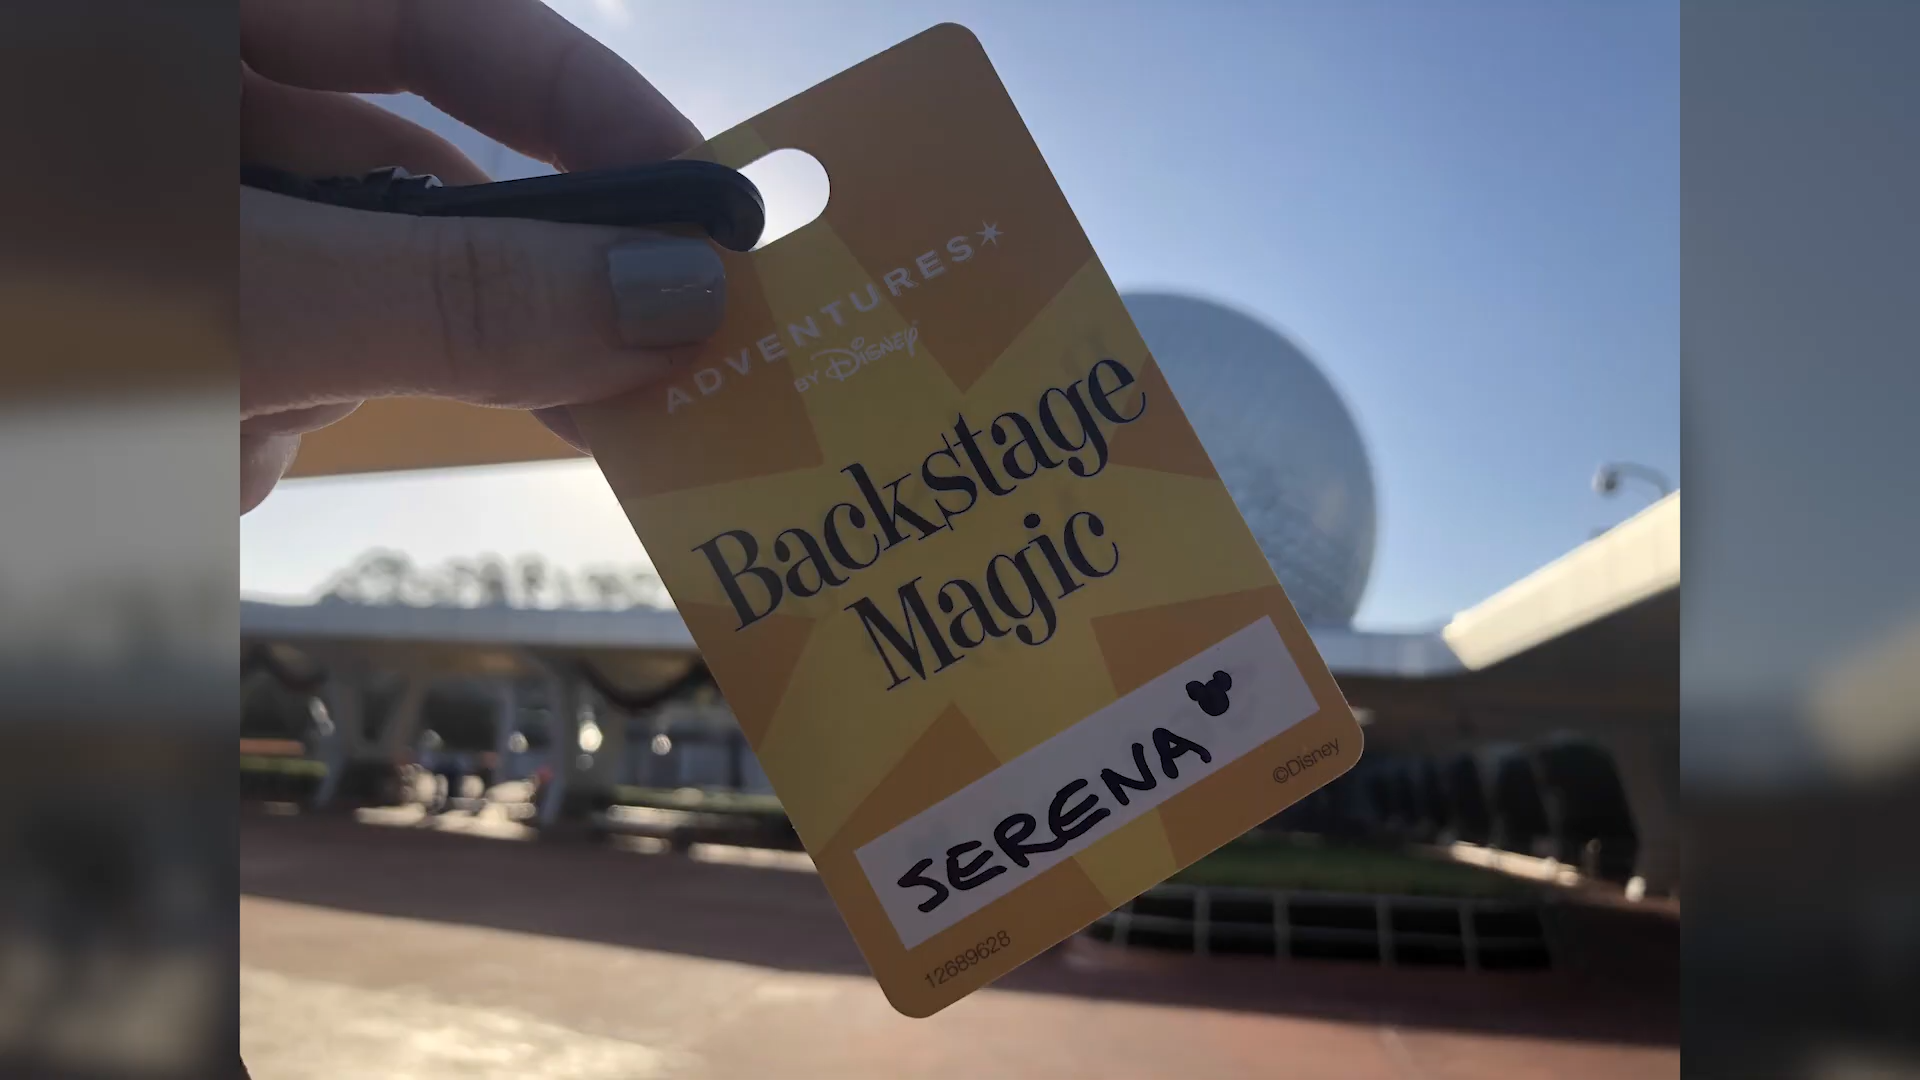 ADVENTURES
BY Disney
Backstage
Magic
SERENA
©Disney
12689628